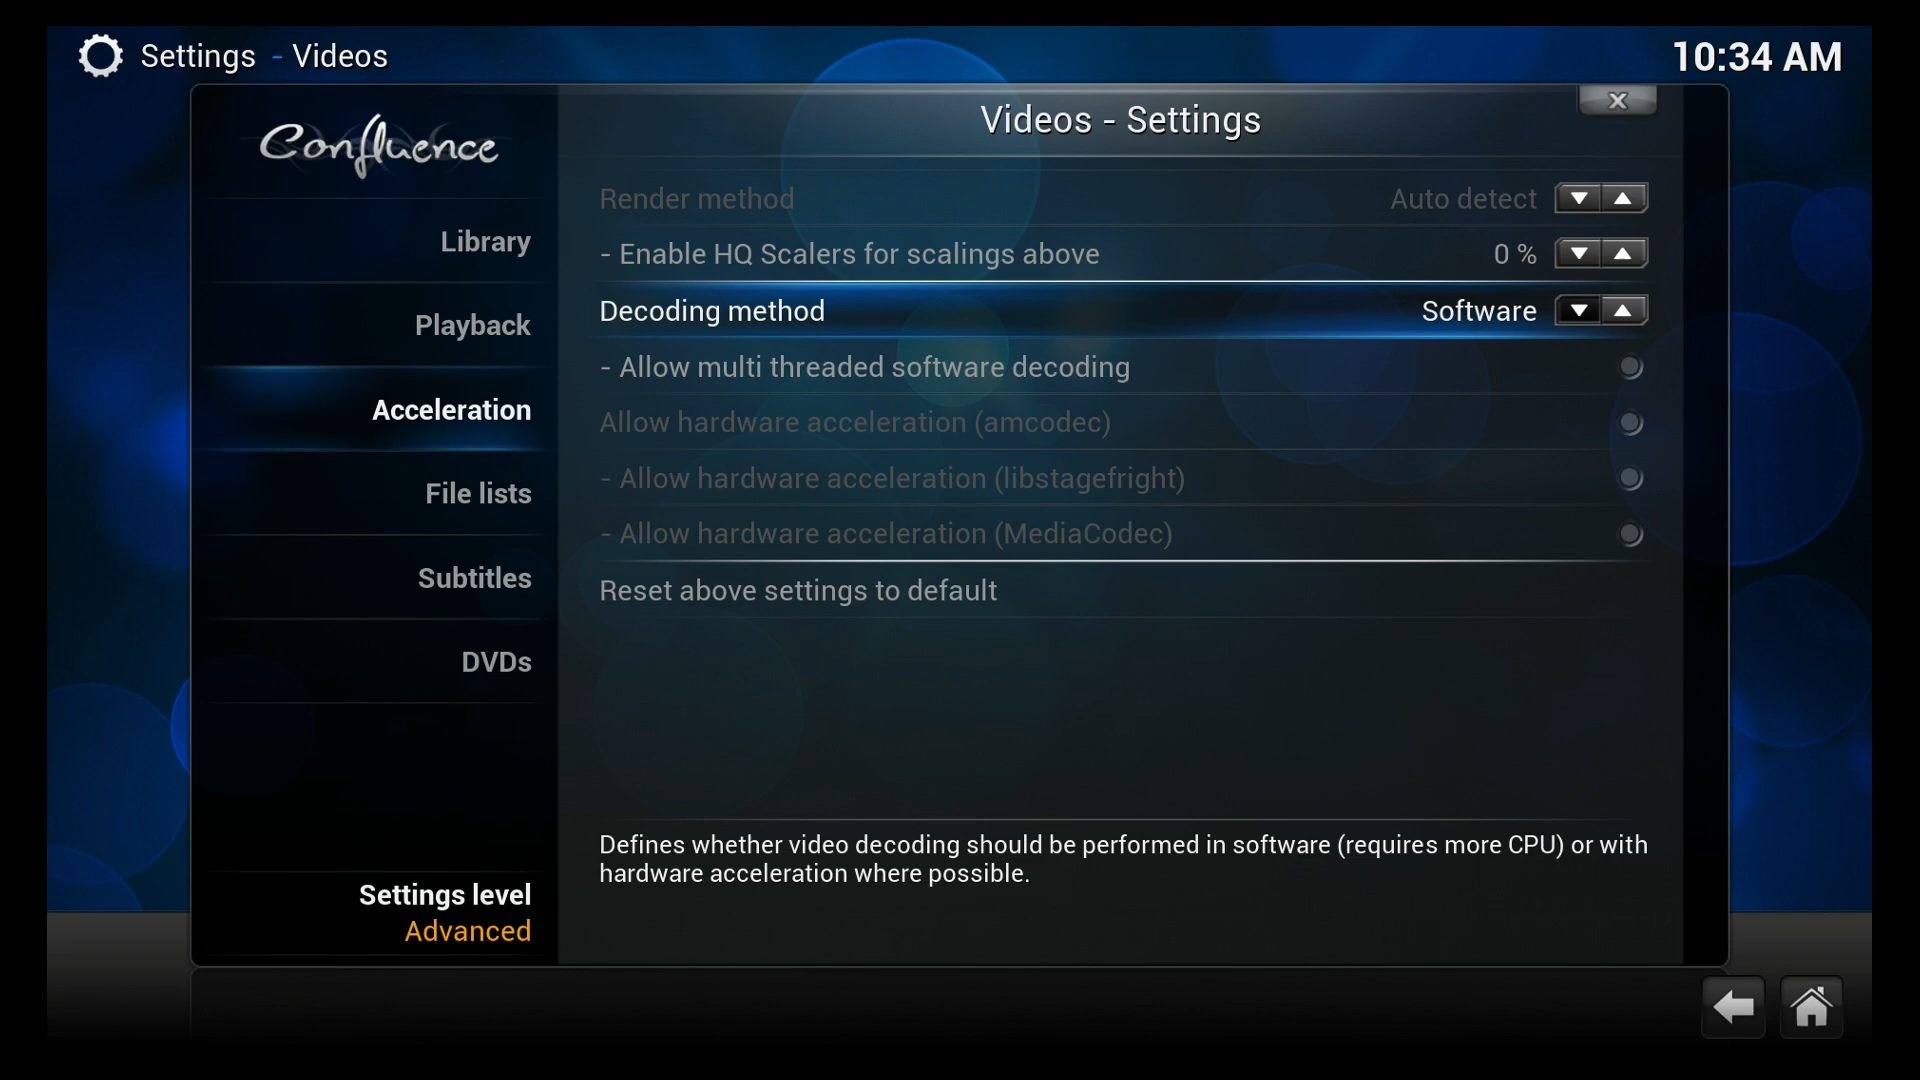 Settings - Videos
10:34 AM
Confluence
Videos - Settings
Library
Playback
Acceleration
File lists
Subtitles
DVDs
Settings level
Advanced
Render method Auto detect
- Enable HQ Scalers for scalings above 0 %
Decoding method Software
- Allow multi threaded software decoding
Allow hardware acceleration (amcodec)
- Allow hardware acceleration (libstagefright)
- Allow hardware acceleration (MediaCodec)
Reset above settings to default
Defines whether video decoding should be performed in software (requires more CPU) or with
hardware acceleration where possible.